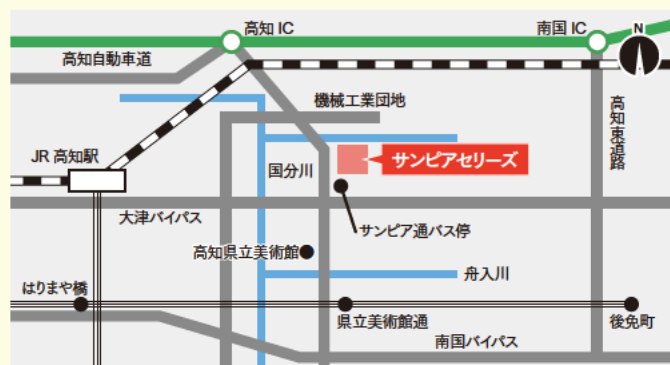 高知 IC
南国 IC
N
高知自動車道
機械工業団地
高知東道路
JR 高知駅
国分川
サンピアセリーズ
大津バイパス
サンピア通バス停
高知県立美術館
舟入川
はりまや橋
県立美術館通
後免町
南国バイパス